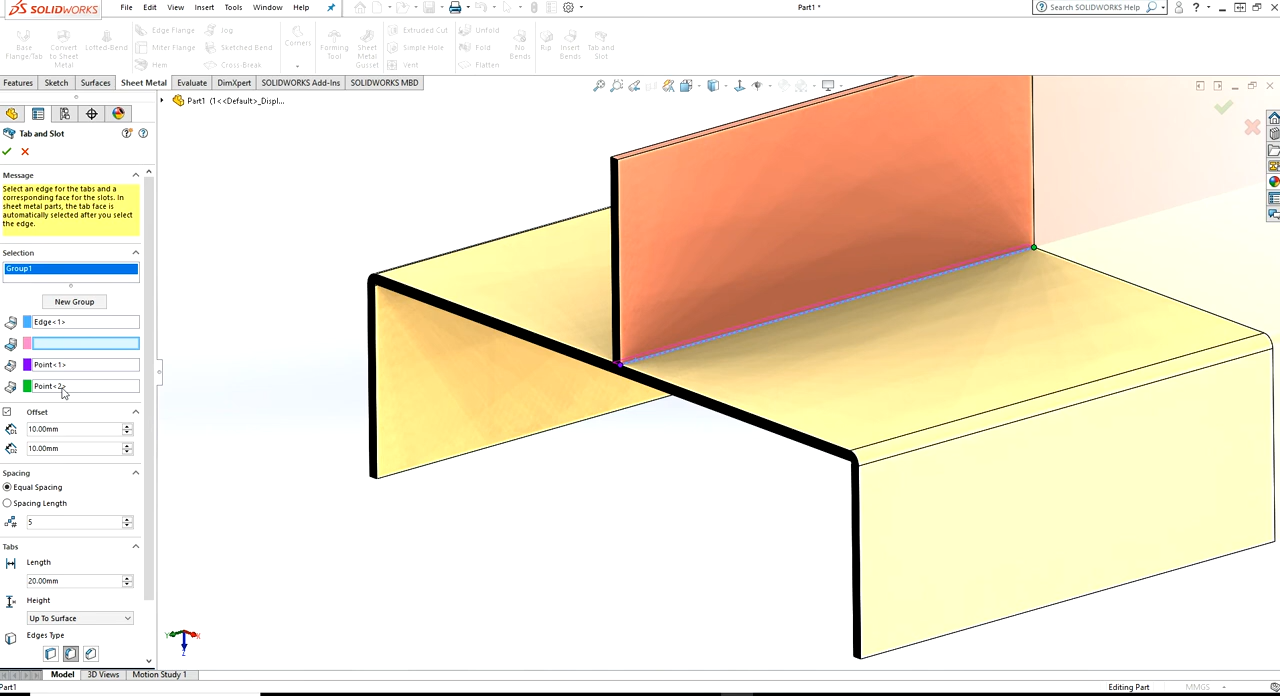 SOLIDWORKS
File Edit View Insert Tools Window Help
Part1 *
Search SOLIDWORKS Help
Base Flange/Tab
Convert to Sheet Metal
Lofted-Bend
Edge Flange
Miter Flange
Hem
Jog
Sketched Bend
Cross-Break
Corners
Forming Tool
Sheet Metal Gusset
Extruded Cut
Simple Hole
Vent
Unfold
Fold
Flatten
No Bends
Rip
Insert Bends
Tab and Slot
Features Sketch Surfaces Sheet Metal Evaluate DimXpert SOLIDWORKS Add-Ins SOLIDWORKS MBD
Part1 (1<<Default>_Displ...
Tab and Slot
Message
Select an edge for the tabs and a
corresponding face for the slots. In
sheet metal parts, the tab face is
automatically selected after you select
the edge.
Selection
Group1
New Group
Edge<1>
Point<1>
Point<2>
Offset
10.00mm
10.00mm
Spacing
Equal Spacing
Spacing Length
5
Tabs
Length
20.00mm
Height
Up To Surface
Edges Type
Y X
Z
Model 3D Views Motion Study 1
Part1
Editing Part MMGS